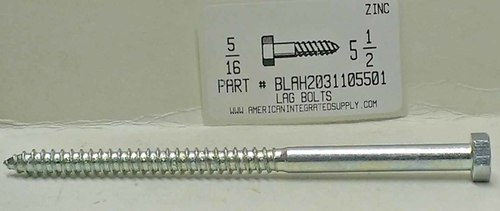 ZINC
5/16 5 1/2
PART # BLAH2031105501
LAG BOLTS
WWW.AMERICANINTEGRATEDSUPPLY.COM